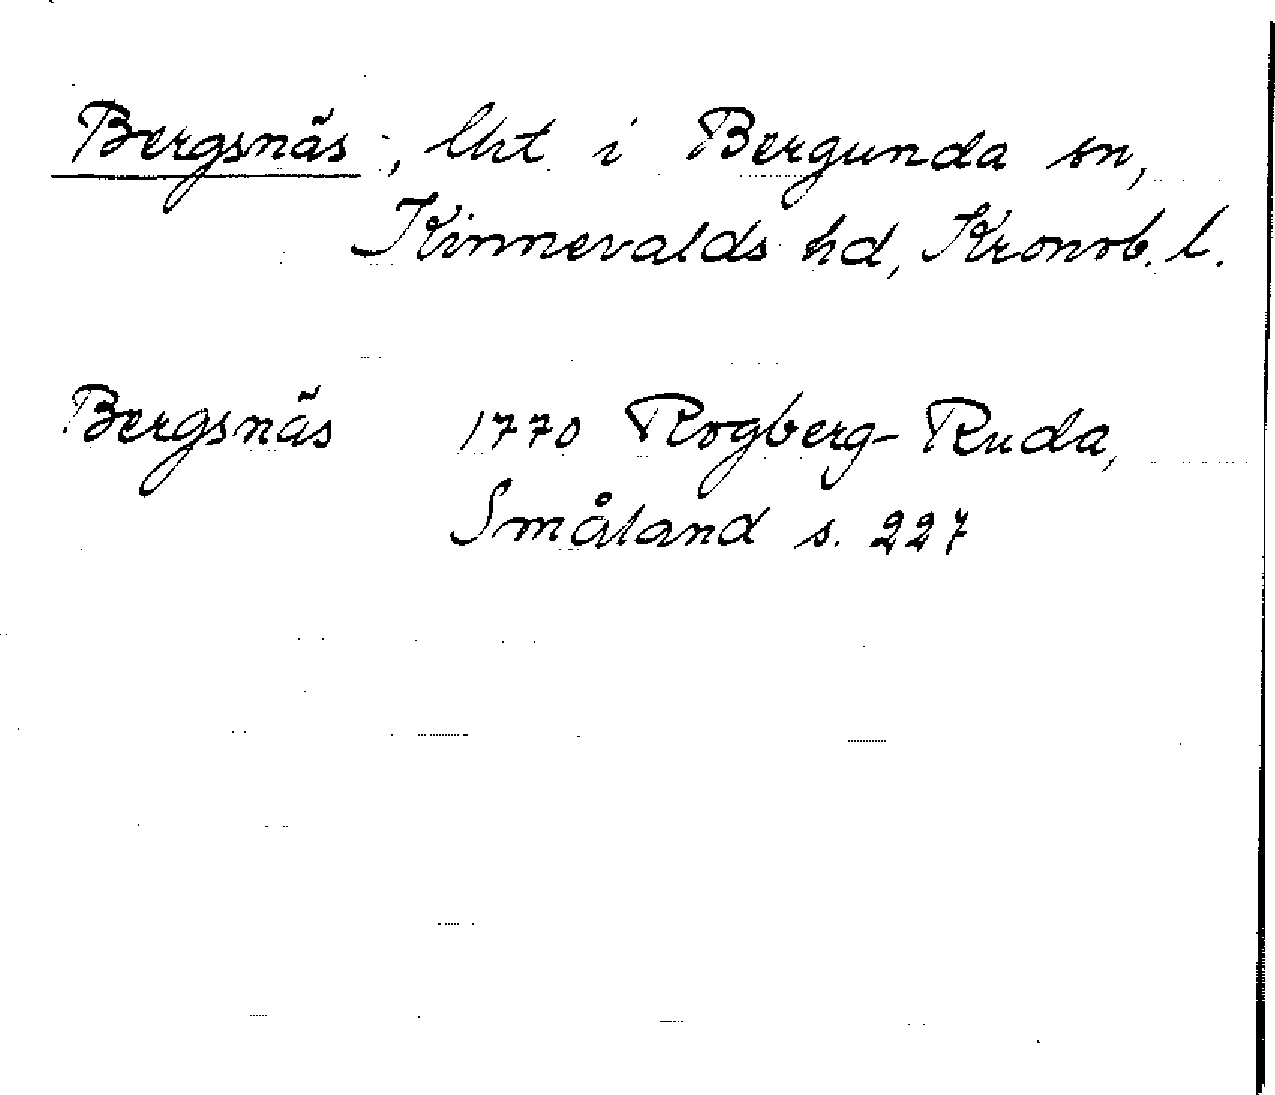 Bergsnäs, lht i Bergunda sn,
Kinnevalds hd, Kronob. l.
Bergsnäs 1770 Rogberg-Ruda,
Småland s. 227